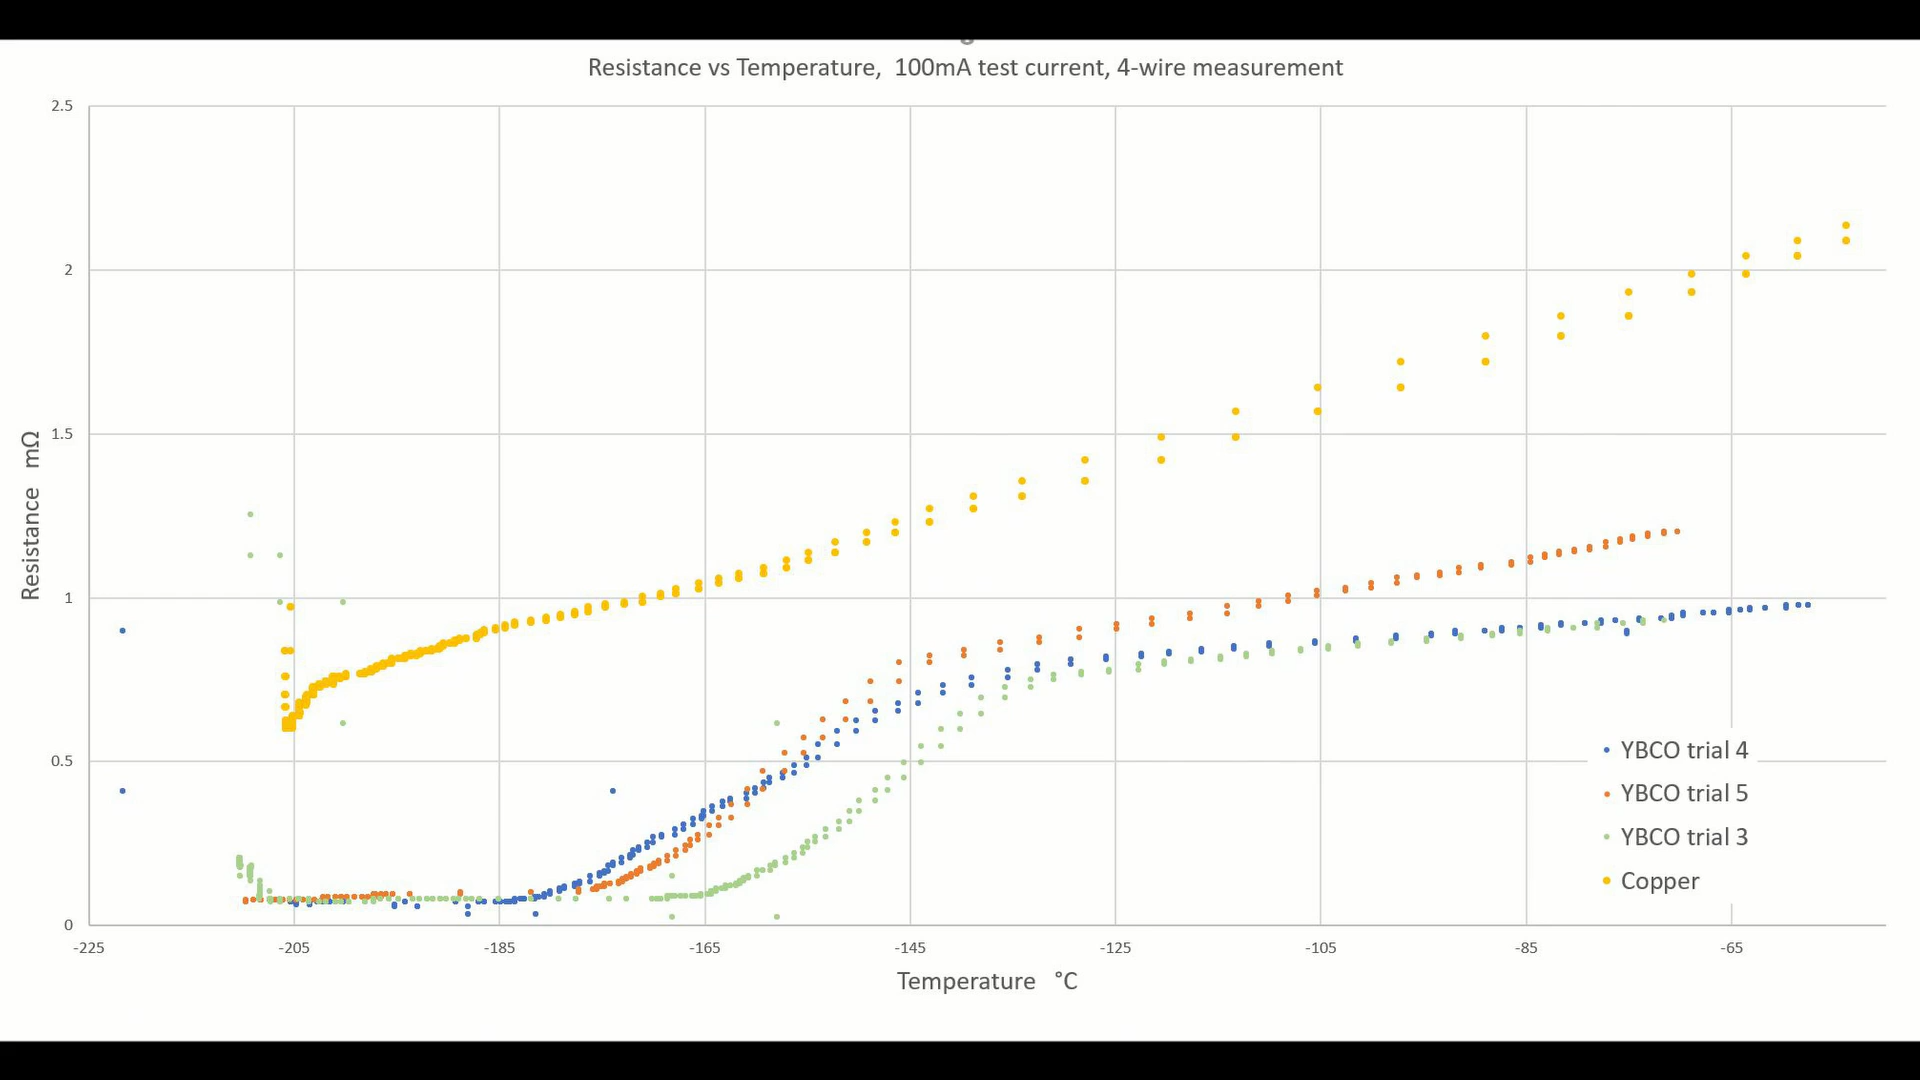 Resistance vs Temperature, 100mA test current, 4-wire measurement
2.5
2
1.5
1
0.5
0
Resistance mΩ
-225 -205 -185 -165 -145 -125 -105 -85 -65
Temperature °C
YBCO trial 4
YBCO trial 5
YBCO trial 3
Copper